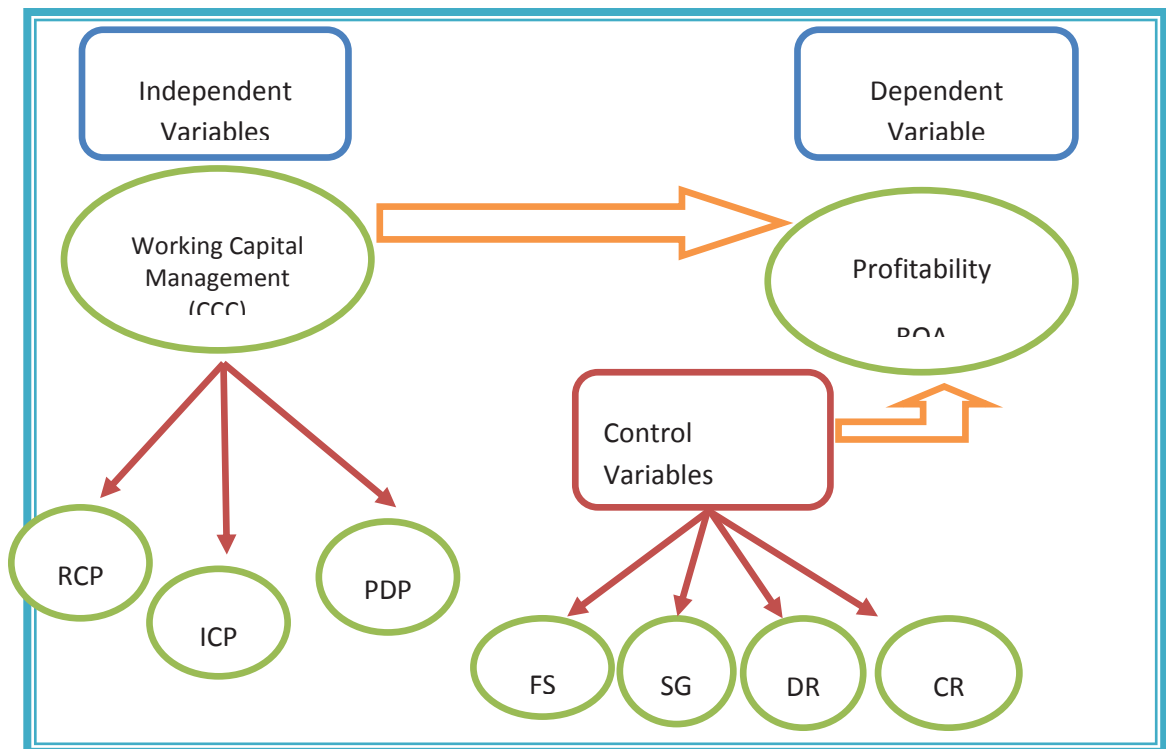 Independent
Variables
Dependent
Variable
Working Capital
Management
(CCC)
Profitability
ROA
Control
Variables
RCP
ICP
PDP
FS
SG
DR
CR